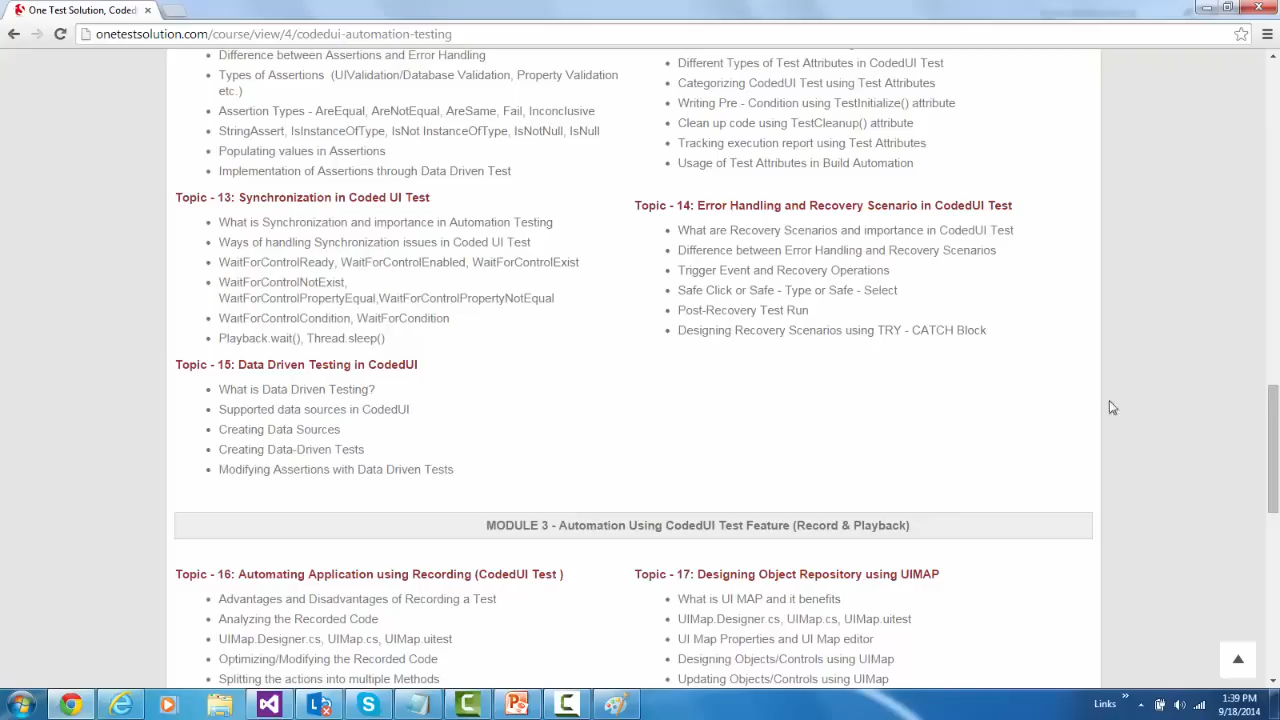 One Test Solution, Coded
onetestsolution.com/course/view/4/codedui-automation-testing
Difference between Assertions and Error Handling
Types of Assertions (UIValidation/Database Validation, Property Validation
etc.)
Assertion Types - AreEqual, AreNotEqual, AreSame, Fail, Inconclusive
StringAssert, IsInstanceOfType, IsNot InstanceOfType, IsNotNull, IsNull
Populating values in Assertions
Implementation of Assertions through Data Driven Test
Different Types of Test Attributes in CodedUI Test
Categorizing CodedUI Test using Test Attributes
Writing Pre - Condition using TestInitialize() attribute
Clean up code using TestCleanup() attribute
Tracking execution report using Test Attributes
Usage of Test Attributes in Build Automation
Topic - 13: Synchronization in Coded UI Test
What is Synchronization and importance in Automation Testing
Ways of handling Synchronization issues in Coded UI Test
WaitForControlReady, WaitForControlEnabled, WaitForControlExist
WaitForControlNotExist,
WaitForControlPropertyEqual,WaitForControlPropertyNotEqual
WaitForControlCondition, WaitForCondition
Playback.wait(), Thread.sleep()
Topic - 14: Error Handling and Recovery Scenario in CodedUI Test
What are Recovery Scenarios and importance in CodedUI Test
Difference between Error Handling and Recovery Scenarios
Trigger Event and Recovery Operations
Safe Click or Safe - Type or Safe - Select
Post-Recovery Test Run
Designing Recovery Scenarios using TRY - CATCH Block
Topic - 15: Data Driven Testing in CodedUI
What is Data Driven Testing?
Supported data sources in CodedUI
Creating Data Sources
Creating Data-Driven Tests
Modifying Assertions with Data Driven Tests
MODULE 3 - Automation Using CodedUI Test Feature (Record & Playback)
Topic - 16: Automating Application using Recording (CodedUI Test )
Advantages and Disadvantages of Recording a Test
Analyzing the Recorded Code
UIMap.Designer.cs, UIMap.cs, UIMap.uitest
Optimizing/Modifying the Recorded Code
Splitting the actions into multiple Methods
Topic - 17: Designing Object Repository using UIMAP
What is UI MAP and it benefits
UIMap.Designer.cs, UIMap.cs, UIMap.uitest
UI Map Properties and UI Map editor
Designing Objects/Controls using UIMap
Updating Objects/Controls using UIMap
Links
1:39 PM
9/18/2014